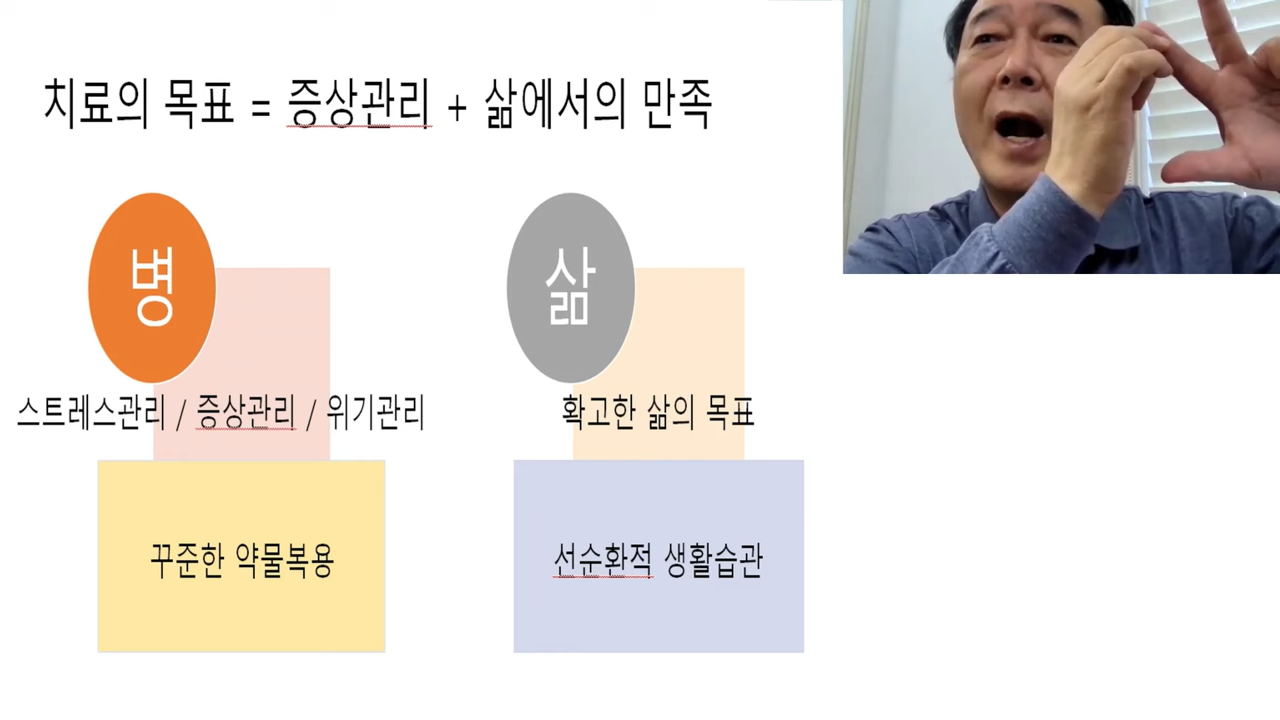 치료의 목표 = 증상관리 + 삶에서의 만족
병
삶
스트레스관리 / 증상관리 / 위기관리
확고한 삶의 목표
꾸준한 약물복용
선순환적 생활습관